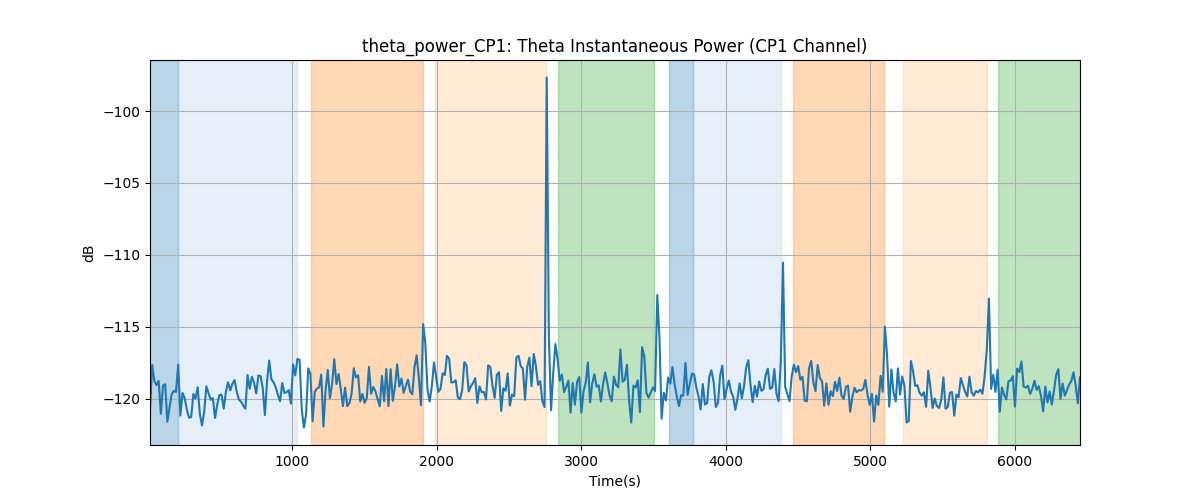 theta_power_CP1: Theta Instantaneous Power (CP1 Channel)
dB
−100
−105
−110
−115
−120
1000 2000 3000 4000 5000 6000
Time(s)